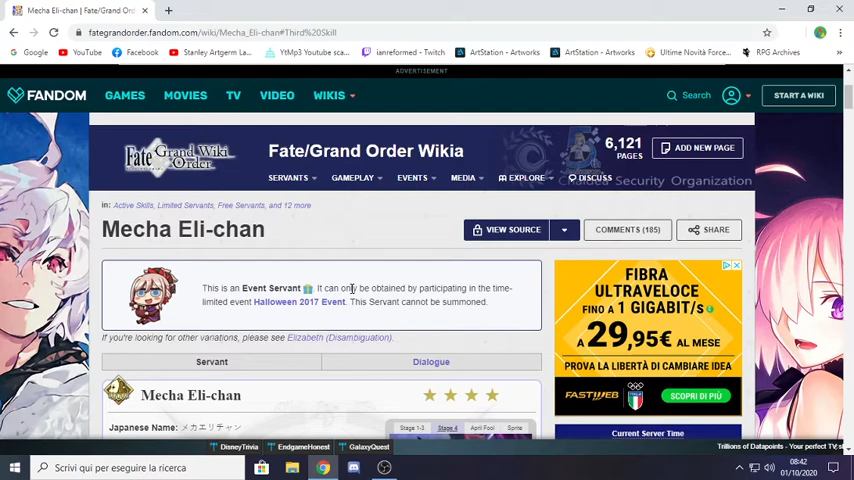 Mecha Eli-chan | Fate/Grand Or
fategrandorder.fandom.com/wiki/Mecha_Eli-chan#Third%20Skill
Google YouTube Facebook Stanley Artgerm La... YtMp3 Youtube sca... ianreformed - Twitch ArtStation - Artworks ArtStation - Artworks Ultime Novità Force... RPG Archives
ADVERTISEMENT
FANDOM GAMES MOVIES TV VIDEO WIKIS Search START A WIKI
Fate Grand Wiki Order
Fate/Grand Order Wikia
6,121 PAGES
ADD NEW PAGE
SERVANTS GAMEPLAY EVENTS MEDIA EXPLORE DISCUSS
Chaldea Security Organization
in: Active Skills, Limited Servants, Free Servants, and 12 more
Mecha Eli-chan
VIEW SOURCE COMMENTS (185) SHARE
This is an Event Servant It can only be obtained by participating in the time-
limited event Halloween 2017 Event. This Servant cannot be summoned.
If you're looking for other variations, please see Elizabeth (Disambiguation).
Servant Dialogue
Mecha Eli-chan
Japanese Name: メカエリチャン
Stage 1-3 Stage 4 April Fool Sprite
FIBRA
ULTRAVELOCE
FINO A 1 GIGABIT/s
A 29,95€ AL MESE
PROVA LA LIBERTÀ DI CAMBIARE IDEA
FASTWEB SCOPRI DI PIÙ
Current Server Time
DisneyTrivia EndgameHonest GalaxyQuest Trillions of Datapoints - Your perfect TV s
Scrivi qui per eseguire la ricerca
08:42
01/10/2020